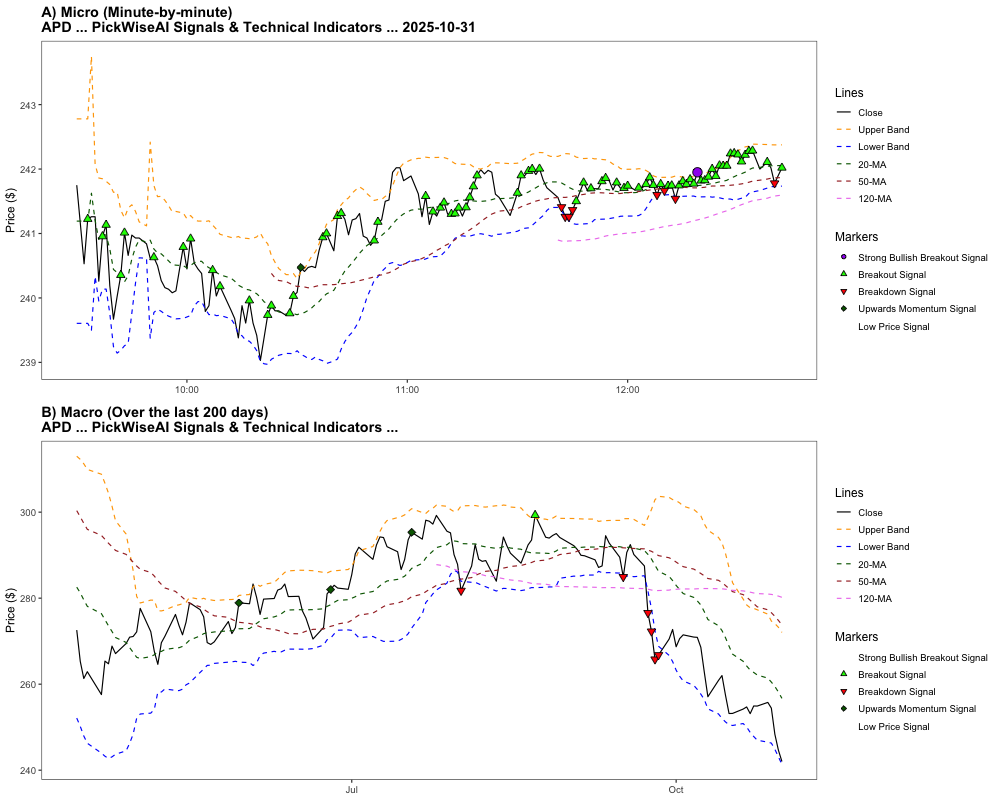 A) Micro (Minute-by-minute)
APD ... PickWiseAI Signals & Technical Indicators ... 2025-10-31
Price ($)
243
242
241
240
239
10:00
11:00
12:00
Lines
Close
Upper Band
Lower Band
20-MA
50-MA
120-MA
Markers
Strong Bullish Breakout Signal
Breakout Signal
Breakdown Signal
Upwards Momentum Signal
Low Price Signal
B) Macro (Over the last 200 days)
APD ... PickWiseAI Signals & Technical Indicators ...
Price ($)
300
280
260
240
Jul
Oct
Lines
Close
Upper Band
Lower Band
20-MA
50-MA
120-MA
Markers
Strong Bullish Breakout Signal
Breakout Signal
Breakdown Signal
Upwards Momentum Signal
Low Price Signal